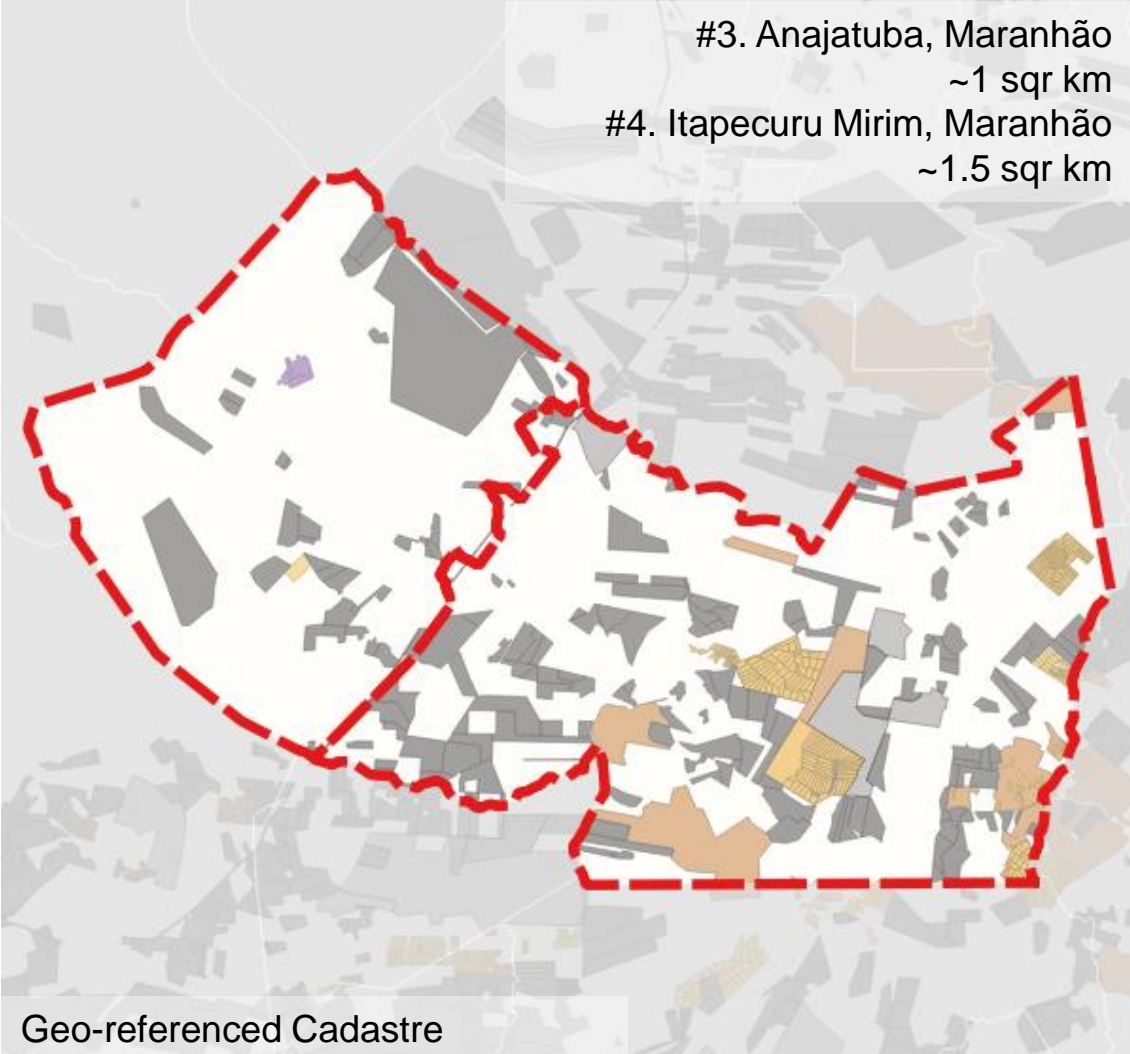 #3. Anajatuba, Maranhão
~1 sqr km
#4. Itapecuru Mirim, Maranhão
~1.5 sqr km
Geo-referenced Cadastre